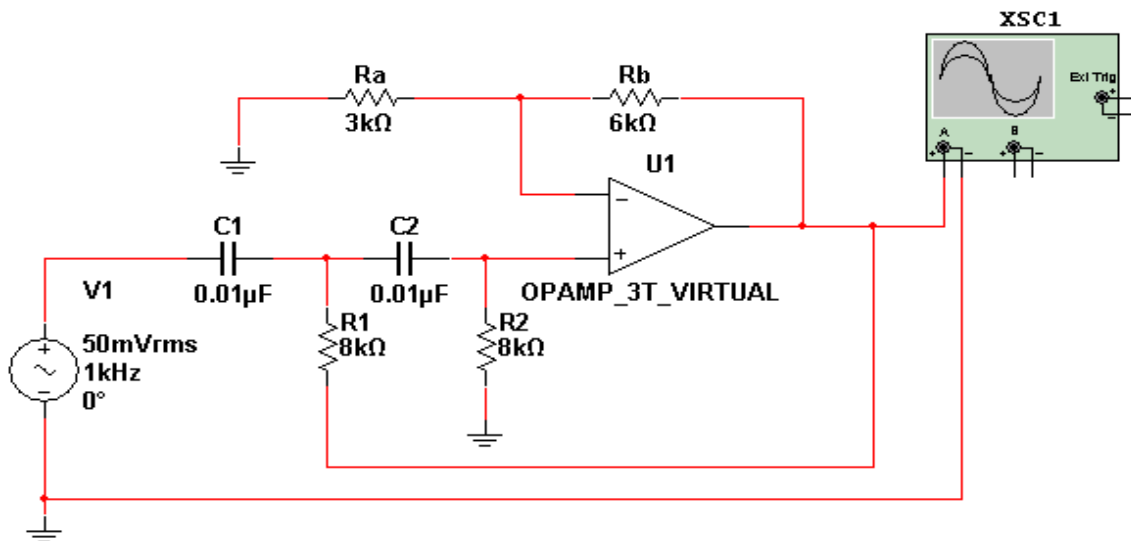 XSC1
Ext Trig
+
−
A
B
+ −
+ −
Ra
3kΩ
Rb
6kΩ
U1
−
+
OPAMP_3T_VIRTUAL
C1
0.01µF
C2
0.01µF
R1
8kΩ
R2
8kΩ
V1
+
−
50mVrms
1kHz
0°